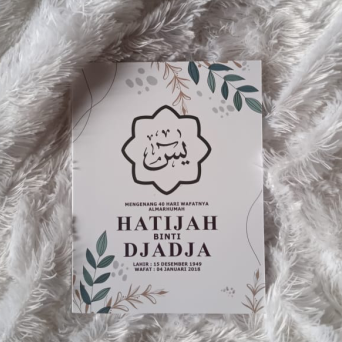 يس
MENGENANG 40 HARI WAFATNYA
ALMARHUMAH
HATIJAH
BINTI
DJADJA
LAHIR : 15 DESEMBER 1949
WAFAT : 04 JANUARI 2018